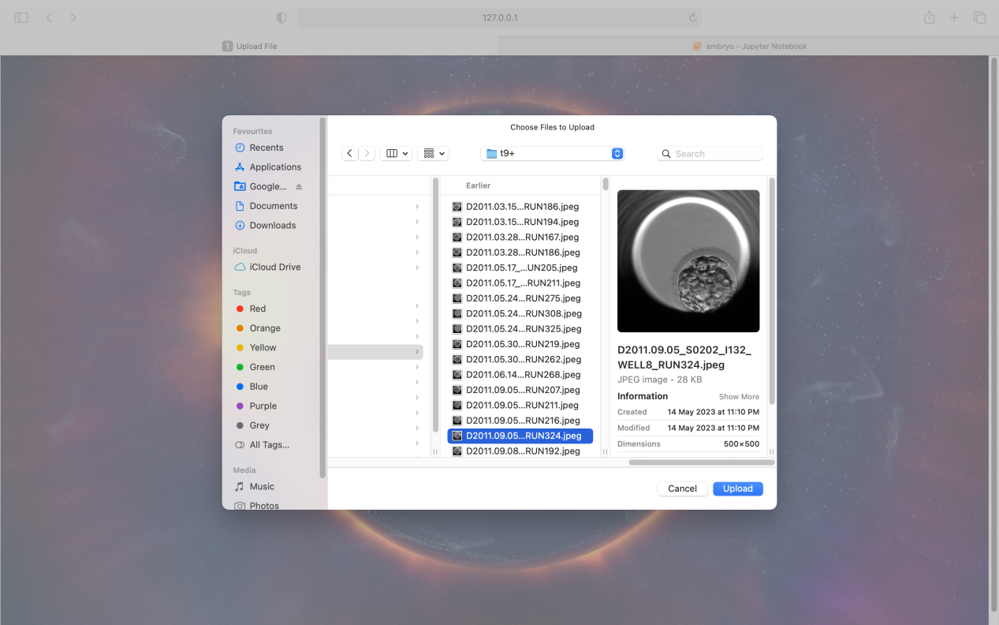 127.0.0.1
1 Upload File
embryo - Jupyter Notebook
Choose Files to Upload
Favourites
Recents
Applications
Google...
Documents
Downloads
iCloud
iCloud Drive
Tags
Red
Orange
Yellow
Green
Blue
Purple
Grey
All Tags...
Media
Music
Photos
t9+
Search
Earlier
D2011.03.15...RUN186.jpeg
D2011.03.15...RUN194.jpeg
D2011.03.28...RUN167.jpeg
D2011.03.28...RUN186.jpeg
D2011.05.17_...UN205.jpeg
D2011.05.17_...RUN211.jpeg
D2011.05.24...RUN275.jpeg
D2011.05.24...RUN308.jpeg
D2011.05.24...RUN325.jpeg
D2011.05.30...RUN219.jpeg
D2011.05.30...RUN262.jpeg
D2011.06.14...RUN268.jpeg
D2011.09.05...RUN207.jpeg
D2011.09.05...RUN211.jpeg
D2011.09.05...RUN216.jpeg
D2011.09.05...RUN324.jpeg
D2011.09.08...RUN192.jpeg
D2011.09.05_S0202_I132_
WELL8_RUN324.jpeg
JPEG image - 28 KB
Information Show More
Created 14 May 2023 at 11:10 PM
Modified 14 May 2023 at 11:10 PM
Dimensions 500×500
Cancel Upload